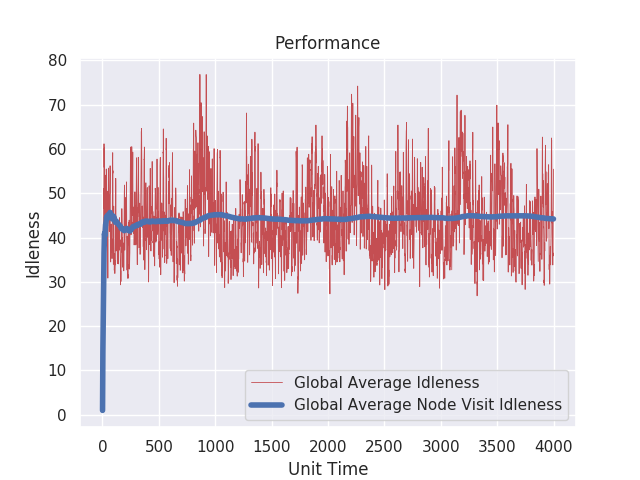 Performance
80
70
60
50
40
30
20
10
0
Idleness
Global Average Idleness
Global Average Node Visit Idleness
0 500 1000 1500 2000 2500 3000 3500 4000
Unit Time